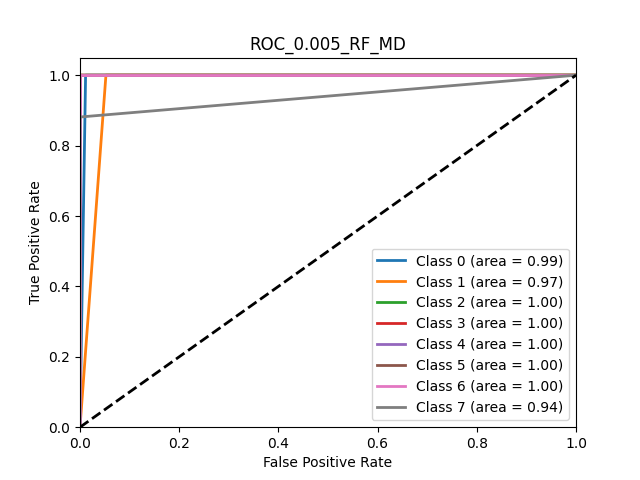 ROC_0.005_RF_MD
1.0
0.8
0.6
0.4
0.2
0.0
True Positive Rate
Class 0 (area = 0.99)
Class 1 (area = 0.97)
Class 2 (area = 1.00)
Class 3 (area = 1.00)
Class 4 (area = 1.00)
Class 5 (area = 1.00)
Class 6 (area = 1.00)
Class 7 (area = 0.94)
0.0 0.2 0.4 0.6 0.8 1.0
False Positive Rate